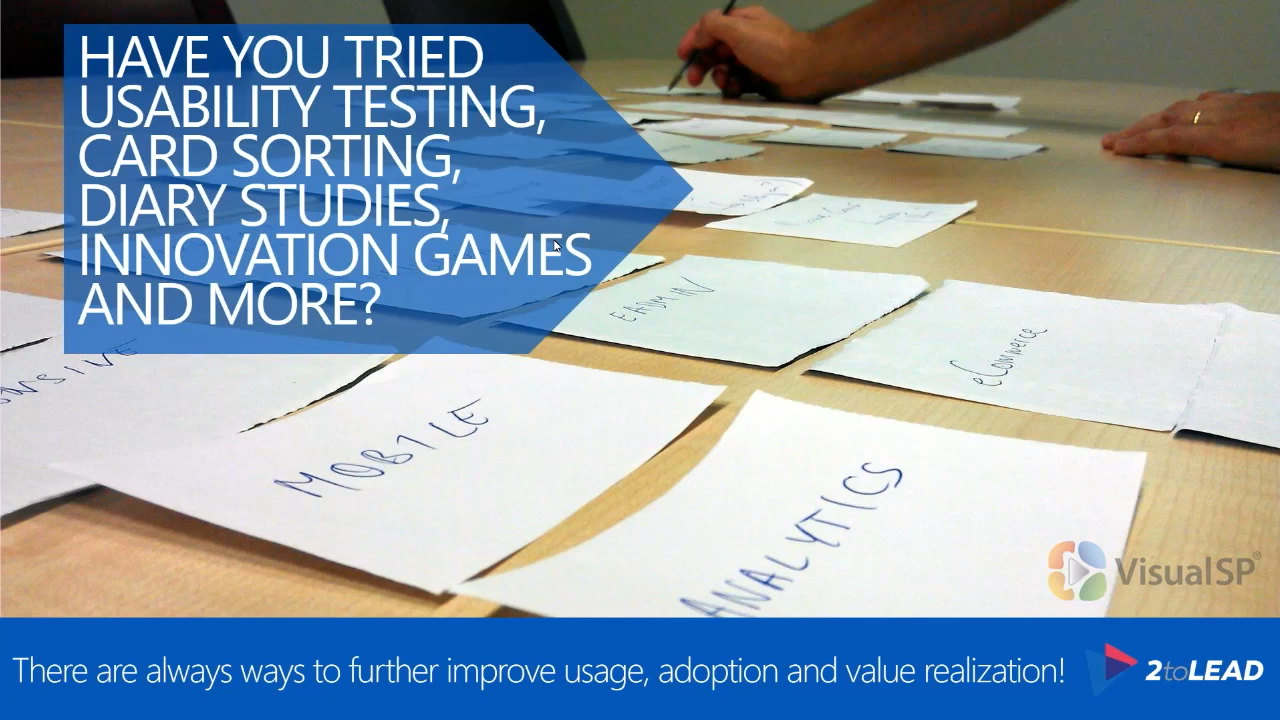 HAVE YOU TRIED
USABILITY TESTING,
CARD SORTING,
DIARY STUDIES,
INNOVATION GAMES
AND MORE?
EADMIN
eCommerce
MOBILE
ANALYTICS
VisualSP®
There are always ways to further improve usage, adoption and value realization!
2toLEAD